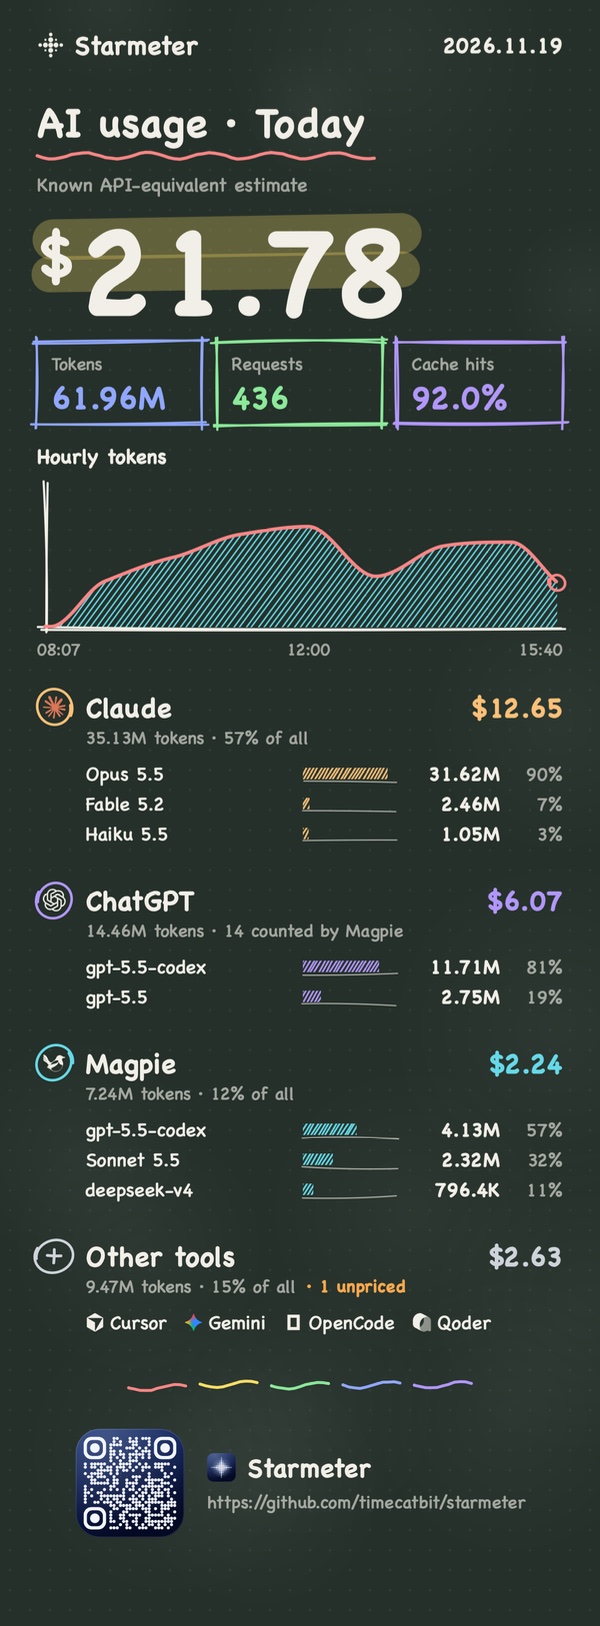 Starmeter
2026.11.19
AI usage · Today
Known API-equivalent estimate
$21.78
Tokens
61.96M
Requests
436
Cache hits
92.0%
Hourly tokens
08:07 12:00 15:40
Claude $12.65
35.13M tokens · 57% of all
Opus 5.5 31.62M 90%
Fable 5.2 2.46M 7%
Haiku 5.5 1.05M 3%
ChatGPT $6.07
14.46M tokens · 14 counted by Magpie
gpt-5.5-codex 11.71M 81%
gpt-5.5 2.75M 19%
Magpie $2.24
7.24M tokens · 12% of all
gpt-5.5-codex 4.13M 57%
Sonnet 5.5 2.32M 32%
deepseek-v4 796.4K 11%
Other tools $2.63
9.47M tokens · 15% of all · 1 unpriced
Cursor Gemini OpenCode Qoder
Starmeter
https://github.com/timecatbit/starmeter